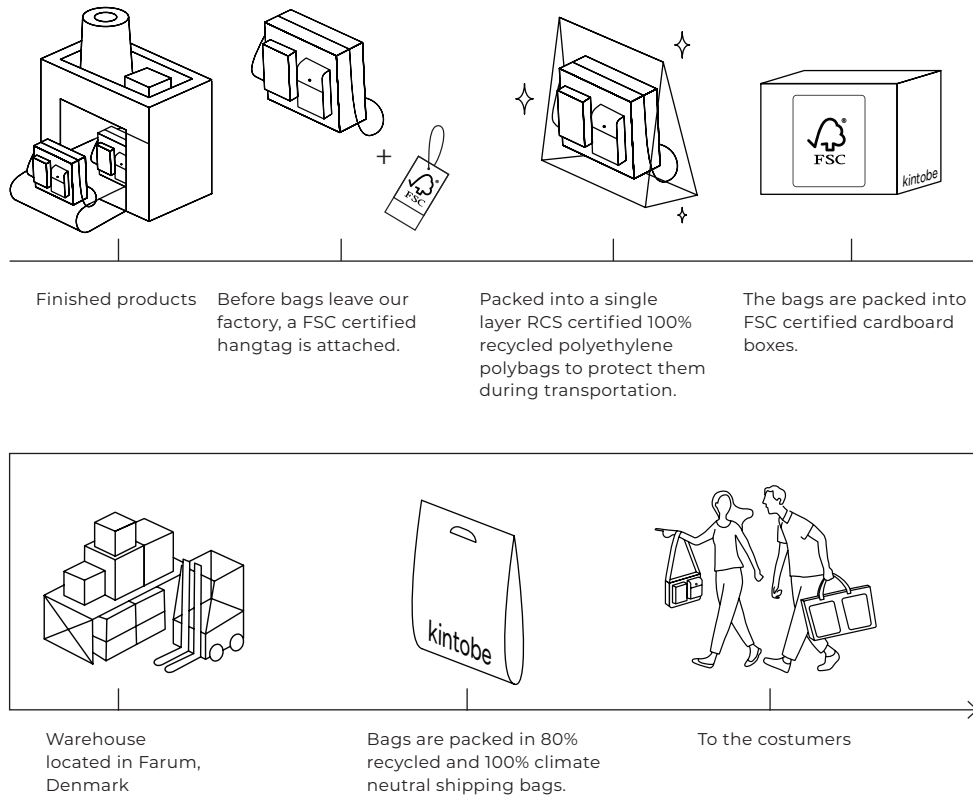 FSC
®
FSC
®
kintobe
Finished products
Before bags leave our
factory, a FSC certified
hangtag is attached.
Packed into a single
layer RCS certified 100%
recycled polyethylene
polybags to protect them
during transportation.
The bags are packed into
FSC certified cardboard
boxes.
kintobe
Warehouse
located in Farum,
Denmark
Bags are packed in 80%
recycled and 100% climate
neutral shipping bags.
To the costumers